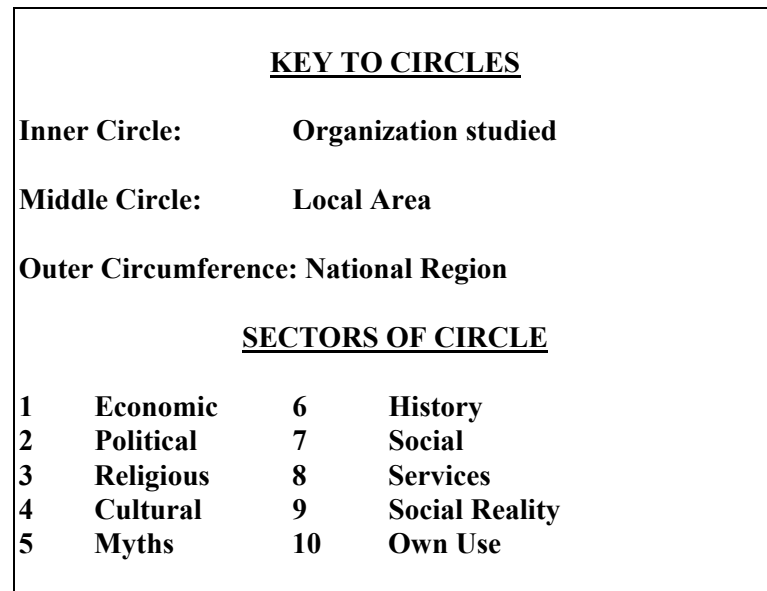 KEY TO CIRCLES
Inner Circle: Organization studied
Middle Circle: Local Area
Outer Circumference: National Region
SECTORS OF CIRCLE
1 Economic 6 History
2 Political 7 Social
3 Religious 8 Services
4 Cultural 9 Social Reality
5 Myths 10 Own Use